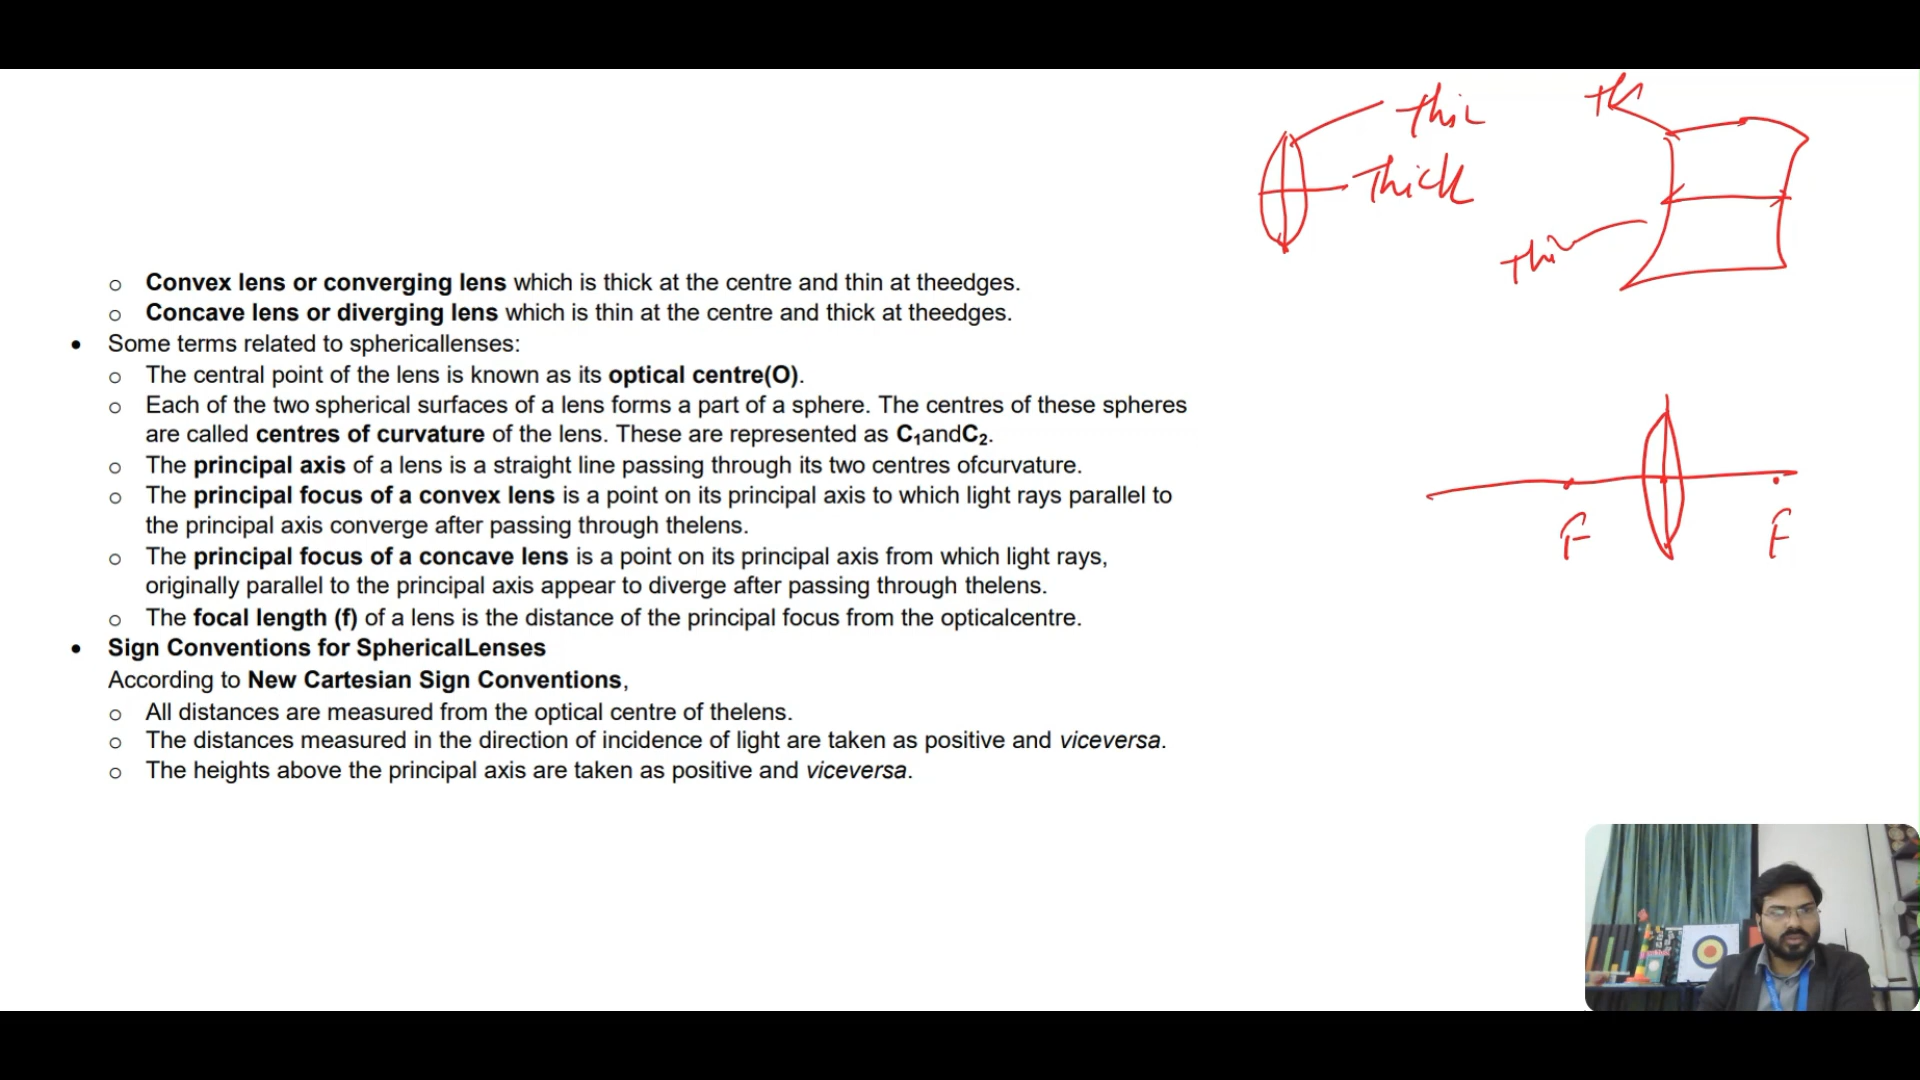 Thick
o Convex lens or converging lens which is thick at the centre and thin at theedges.
o Concave lens or diverging lens which is thin at the centre and thick at theedges.
• Some terms related to sphericallenses:
o The central point of the lens is known as its optical centre(O).
o Each of the two spherical surfaces of a lens forms a part of a sphere. The centres of these spheres
are called centres of curvature of the lens. These are represented as C₁andC₂.
o The principal axis of a lens is a straight line passing through its two centres ofcurvature.
o The principal focus of a convex lens is a point on its principal axis to which light rays parallel to
the principal axis converge after passing through thelens.
o The principal focus of a concave lens is a point on its principal axis from which light rays,
originally parallel to the principal axis appear to diverge after passing through thelens.
o The focal length (f) of a lens is the distance of the principal focus from the opticalcentre.
• Sign Conventions for SphericalLenses
According to New Cartesian Sign Conventions,
o All distances are measured from the optical centre of thelens.
o The distances measured in the direction of incidence of light are taken as positive and viceversa.
o The heights above the principal axis are taken as positive and viceversa.
F F